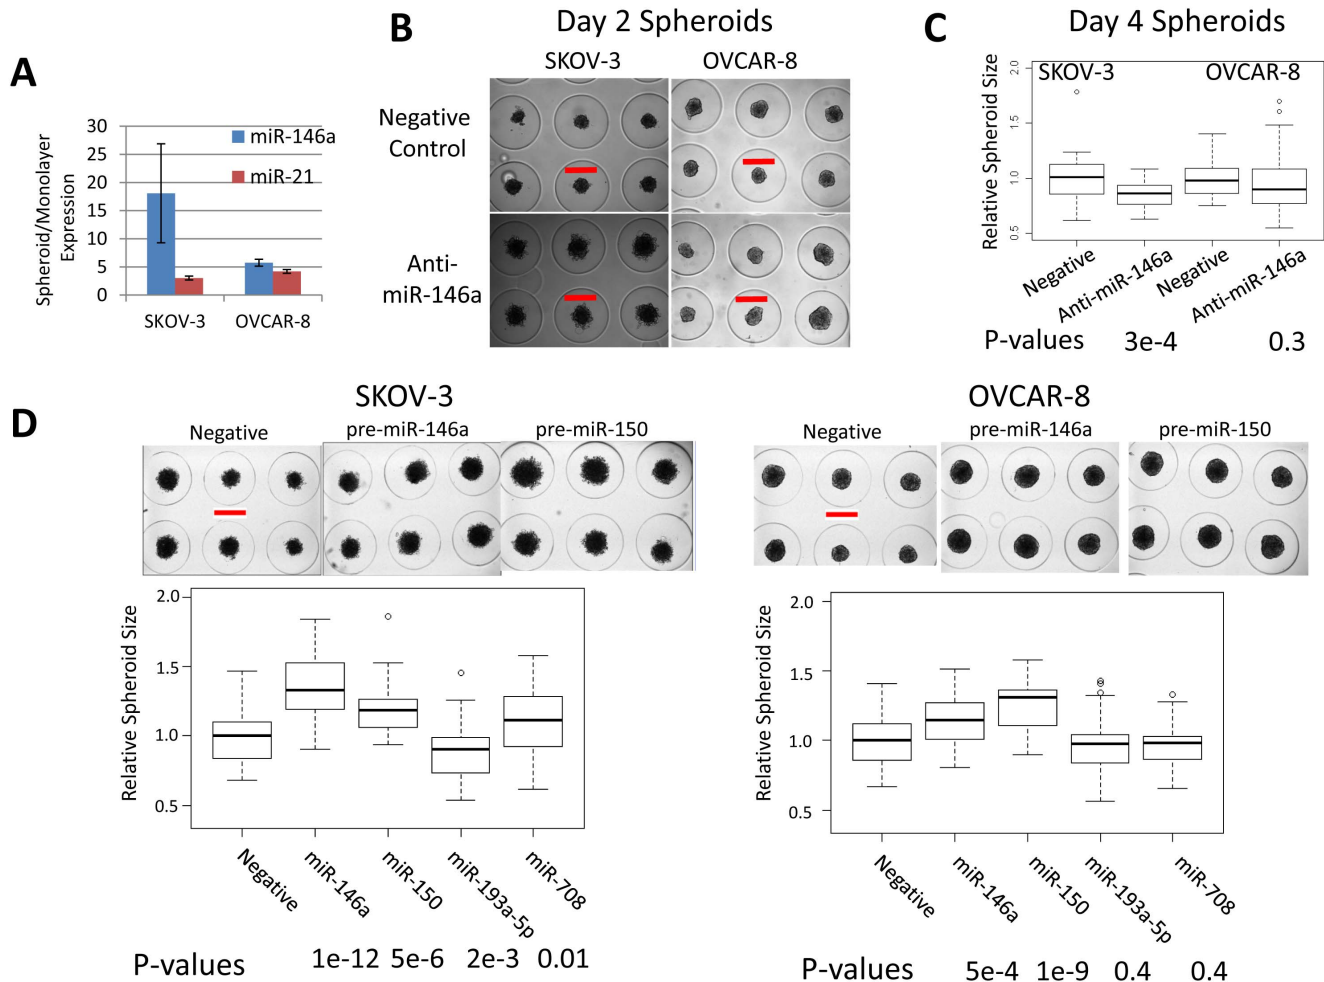 A
Spheroid/Monolayer
Expression
30
25
20
15
10
5
0
miR-146a
miR-21
SKOV-3
OVCAR-8
B
Day 2 Spheroids
SKOV-3
OVCAR-8
Negative
Control
Anti-
miR-146a
C
Day 4 Spheroids
Relative Spheroid Size
2.0
1.5
1.0
0.5
SKOV-3
OVCAR-8
Negative
Anti-miR-146a
Negative
Anti-miR-146a
P-values
3e-4
0.3
D
SKOV-3
Negative
pre-miR-146a
pre-miR-150
Relative Spheroid Size
2.0
1.5
1.0
0.5
Negative
miR-146a
miR-150
miR-193a-5p
miR-708
P-values
1e-12 5e-6 2e-3 0.01
OVCAR-8
Negative
pre-miR-146a
pre-miR-150
Relative Spheroid Size
2.0
1.5
1.0
0.5
Negative
miR-146a
miR-150
miR-193a-5p
miR-708
P-values
5e-4 1e-9 0.4 0.4